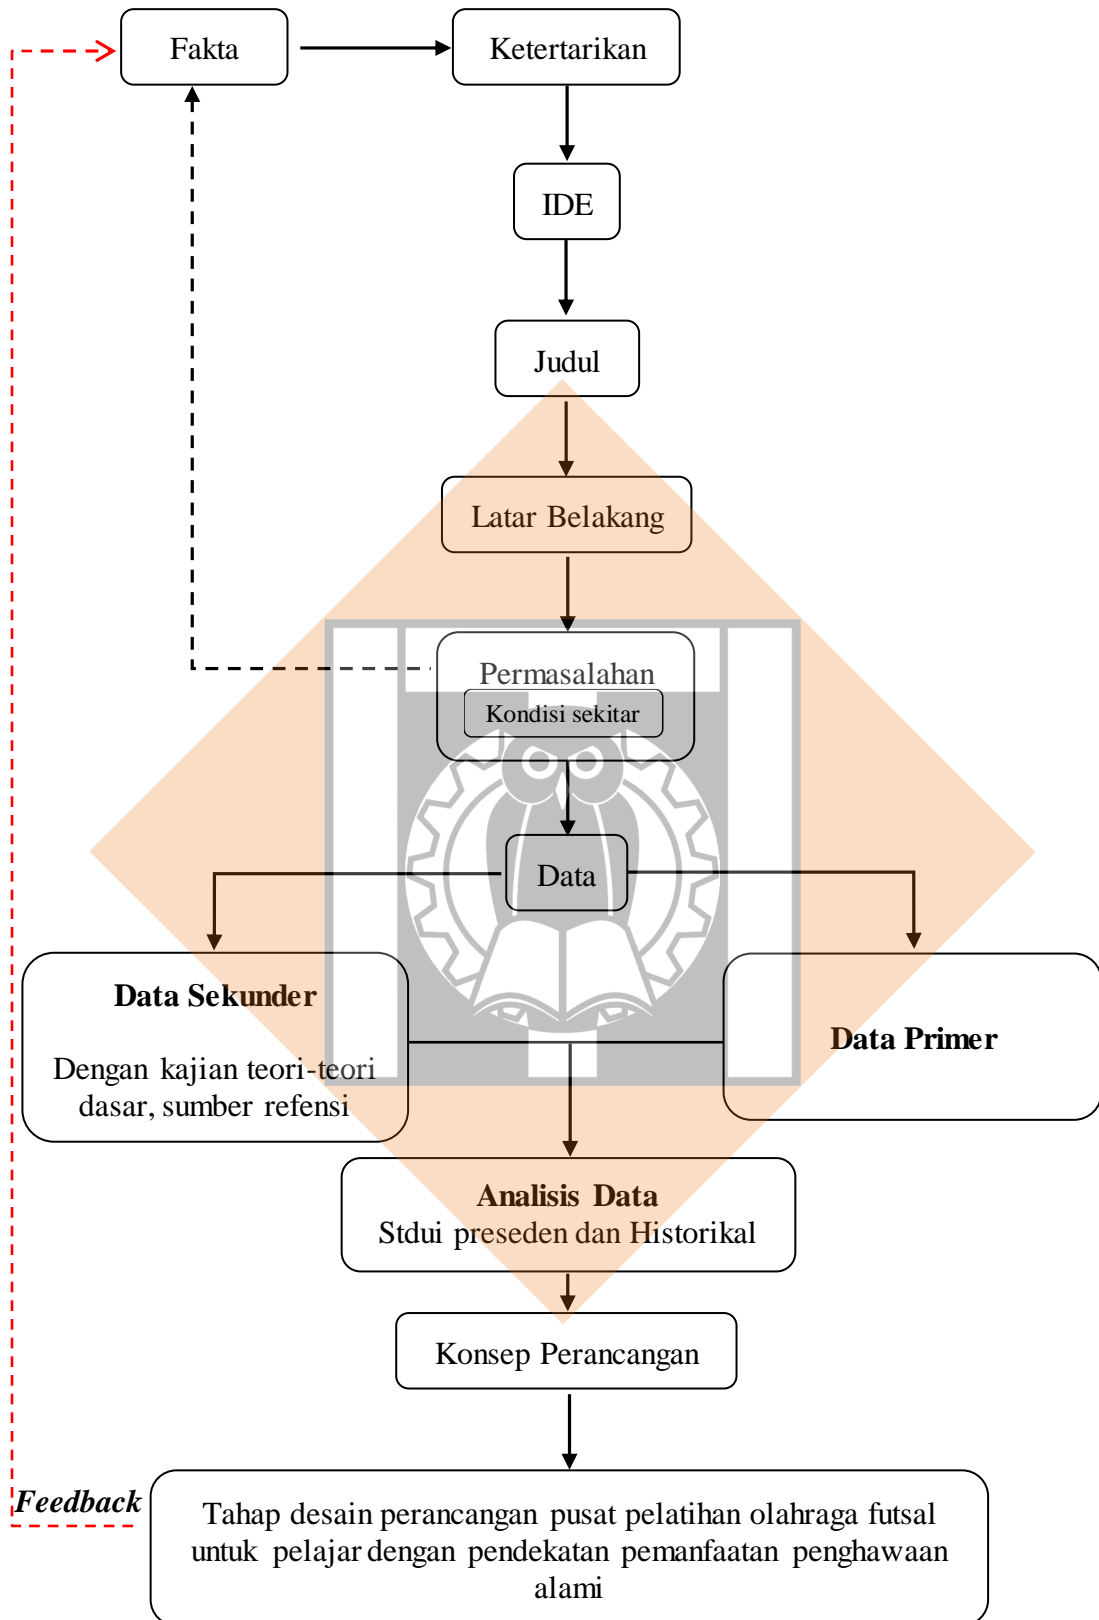 Fakta
Ketertarikan
IDE
Judul
Latar Belakang
Permasalahan
Kondisi sekitar
Data
Data Sekunder
Dengan kajian teori-teori
dasar, sumber refensi
Data Primer
Analisis Data
Stdui preseden dan Historikal
Konsep Perancangan
Feedback
Tahap desain perancangan pusat pelatihan olahraga futsal
untuk pelajar dengan pendekatan pemanfaatan penghawaan
alami